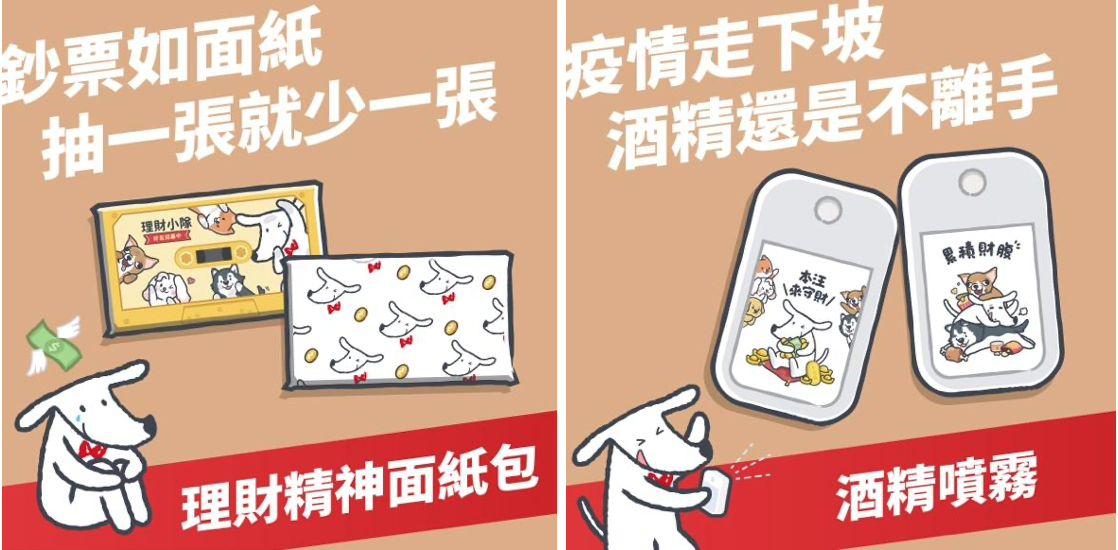 鈔票如面紙
抽一張就少一張
理財小隊
理財精神面紙包
疫情走下坡
酒精還是不離手
本汪
來守財
累積財腹
酒精噴霧